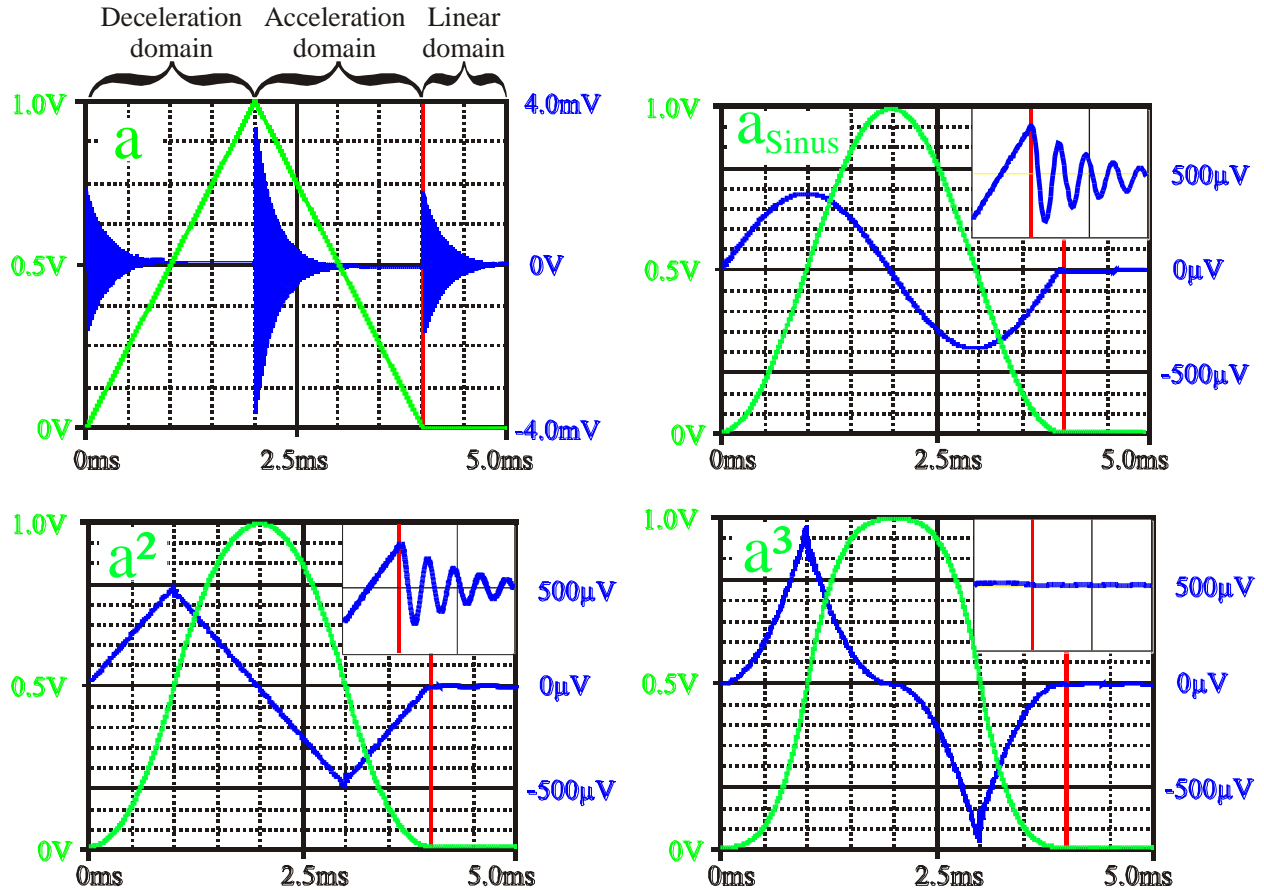 Deceleration domain
Acceleration domain
Linear domain
1.0V
4.0mV
a
0.5V
0V
0V
-4.0mV
0ms
2.5ms
5.0ms
1.0V
aSinus
500µV
0.5V
0µV
-500µV
0V
0ms
2.5ms
5.0ms
1.0V
a²
500µV
0.5V
0µV
-500µV
0V
0ms
2.5ms
5.0ms
1.0V
a³
500µV
0.5V
0µV
-500µV
0V
0ms
2.5ms
5.0ms